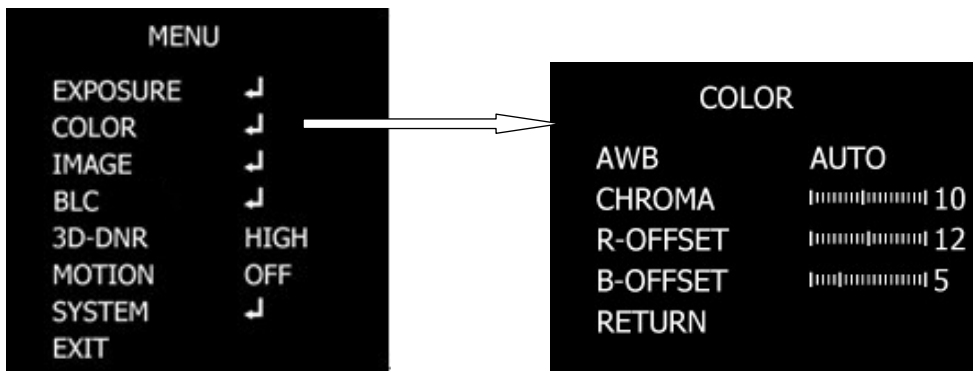 MENU
EXPOSURE ↲
COLOR ↲
IMAGE ↲
BLC ↲
3D-DNR HIGH
MOTION OFF
SYSTEM ↲
EXIT
COLOR
AWB AUTO
CHROMA 10
R-OFFSET 12
B-OFFSET 5
RETURN